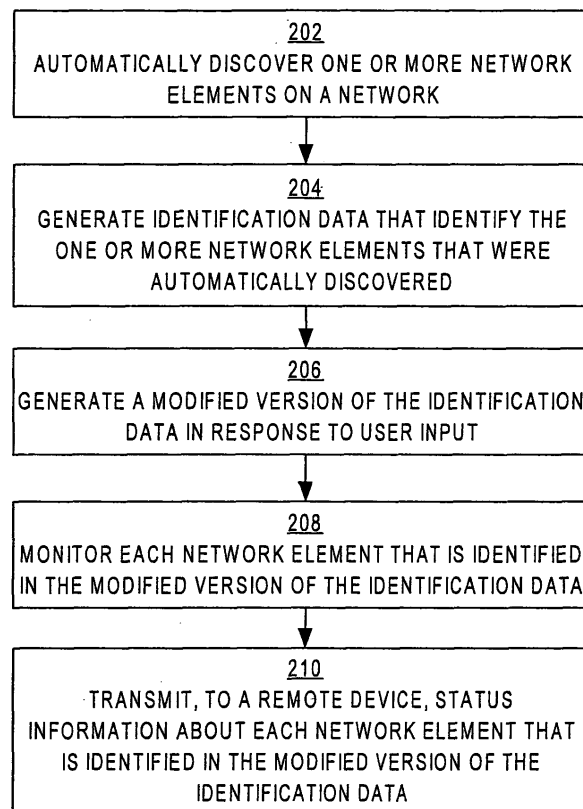 202
AUTOMATICALLY DISCOVER ONE OR MORE NETWORK
ELEMENTS ON A NETWORK
204
GENERATE IDENTIFICATION DATA THAT IDENTIFY THE
ONE OR MORE NETWORK ELEMENTS THAT WERE
AUTOMATICALLY DISCOVERED
206
GENERATE A MODIFIED VERSION OF THE IDENTIFICATION
DATA IN RESPONSE TO USER INPUT
208
MONITOR EACH NETWORK ELEMENT THAT IS IDENTIFIED
IN THE MODIFIED VERSION OF THE IDENTIFICATION DATA
210
TRANSMIT, TO A REMOTE DEVICE, STATUS
INFORMATION ABOUT EACH NETWORK ELEMENT THAT
IS IDENTIFIED IN THE MODIFIED VERSION OF THE
IDENTIFICATION DATA